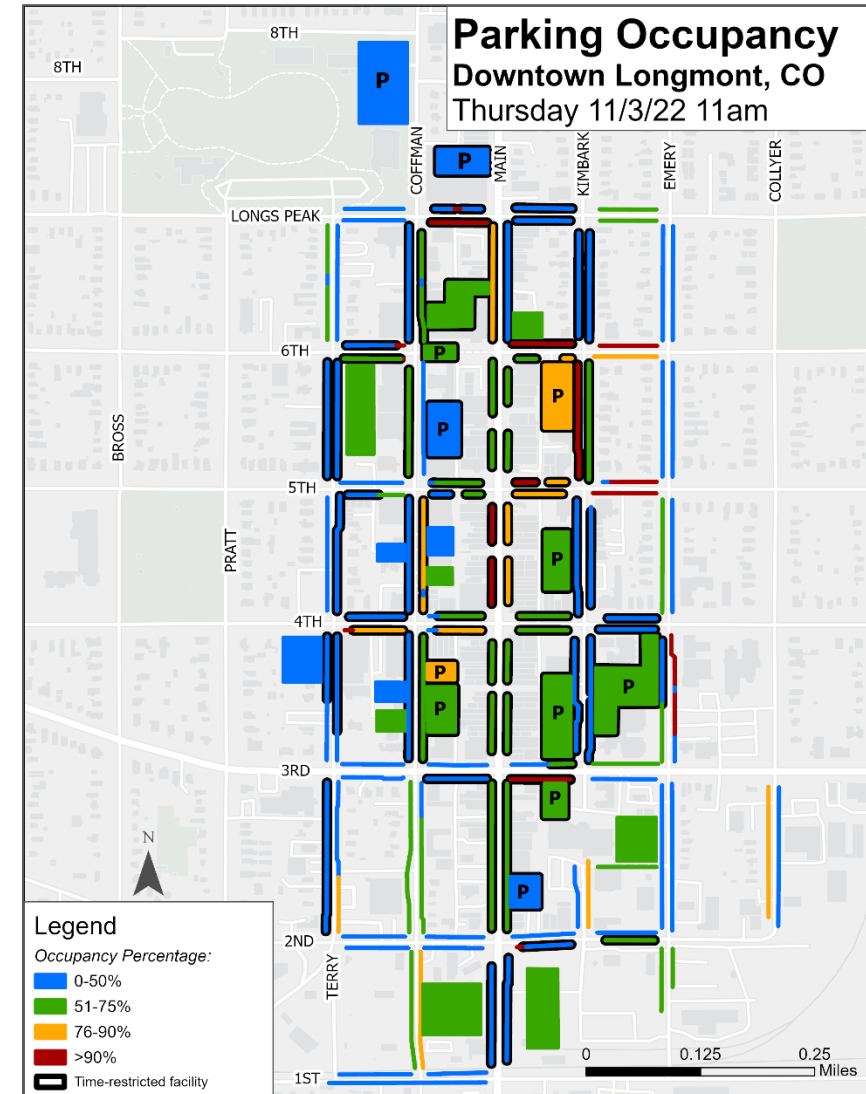 Parking Occupancy
Downtown Longmont, CO
Thursday 11/3/22 11am
8TH
8TH
P
P
COFFMAN
MAIN
KIMBARK
EMERY
COLLYER
LONGS PEAK
6TH
P
P
P
BROSS
5TH
PRATT
P
4TH
P
P
P
P
3RD
P
N
P
2ND
TERRY
1ST
Legend
Occupancy Percentage:
0-50%
51-75%
76-90%
>90%
Time-restricted facility
0 0.125 0.25
Miles